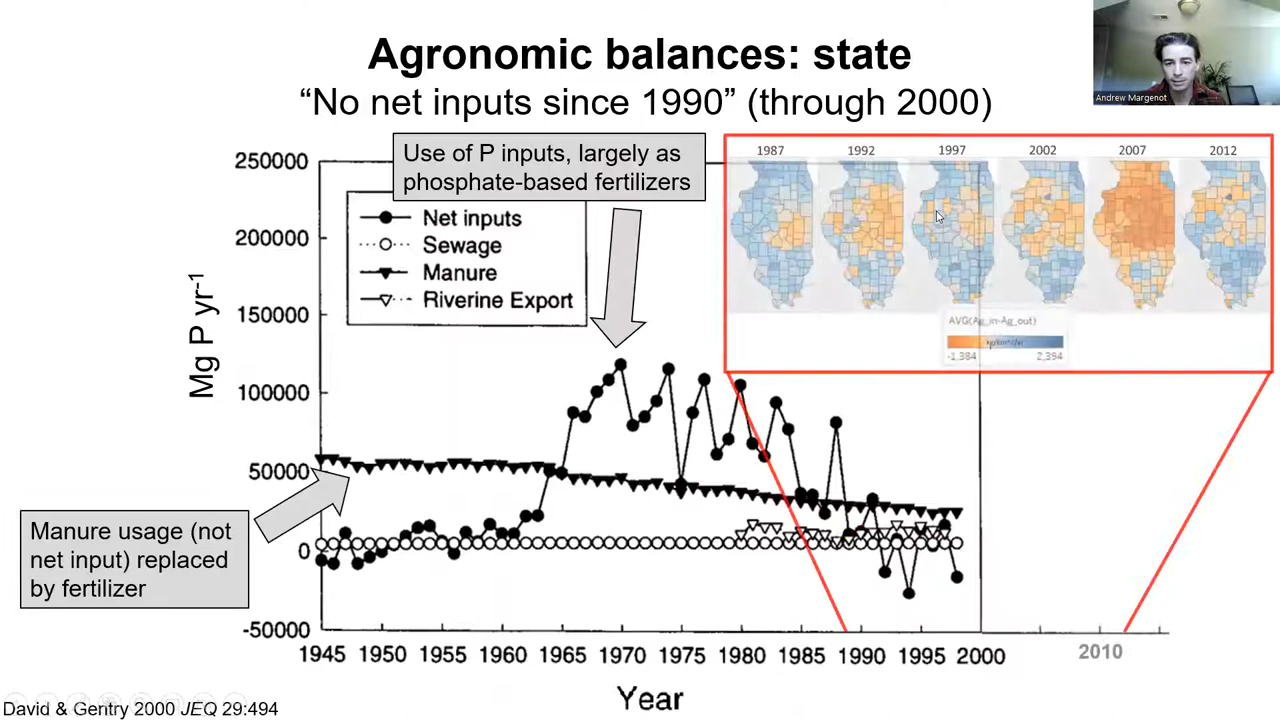 Agronomic balances: state
“No net inputs since 1990” (through 2000)
Andrew Margenot
Use of P inputs, largely as
phosphate-based fertilizers
1987 1992 1997 2002 2007 2012
AVG(Ag_in-Ag_out)
kg/km²/yr
-1,384 2,394
Net inputs
Sewage
Manure
Riverine Export
Mg P yr-1
250000
200000
150000
100000
50000
0
-50000
Manure usage (not
net input) replaced
by fertilizer
1945 1950 1955 1960 1965 1970 1975 1980 1985 1990 1995 2000 2010
Year
David & Gentry 2000 JEQ 29:494